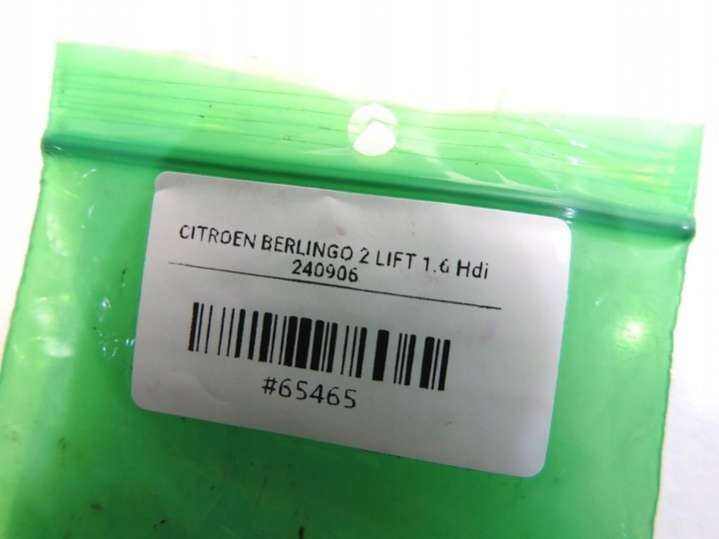 CITROEN BERLINGO 2 LIFT 1.6 Hdi
240906
#65465